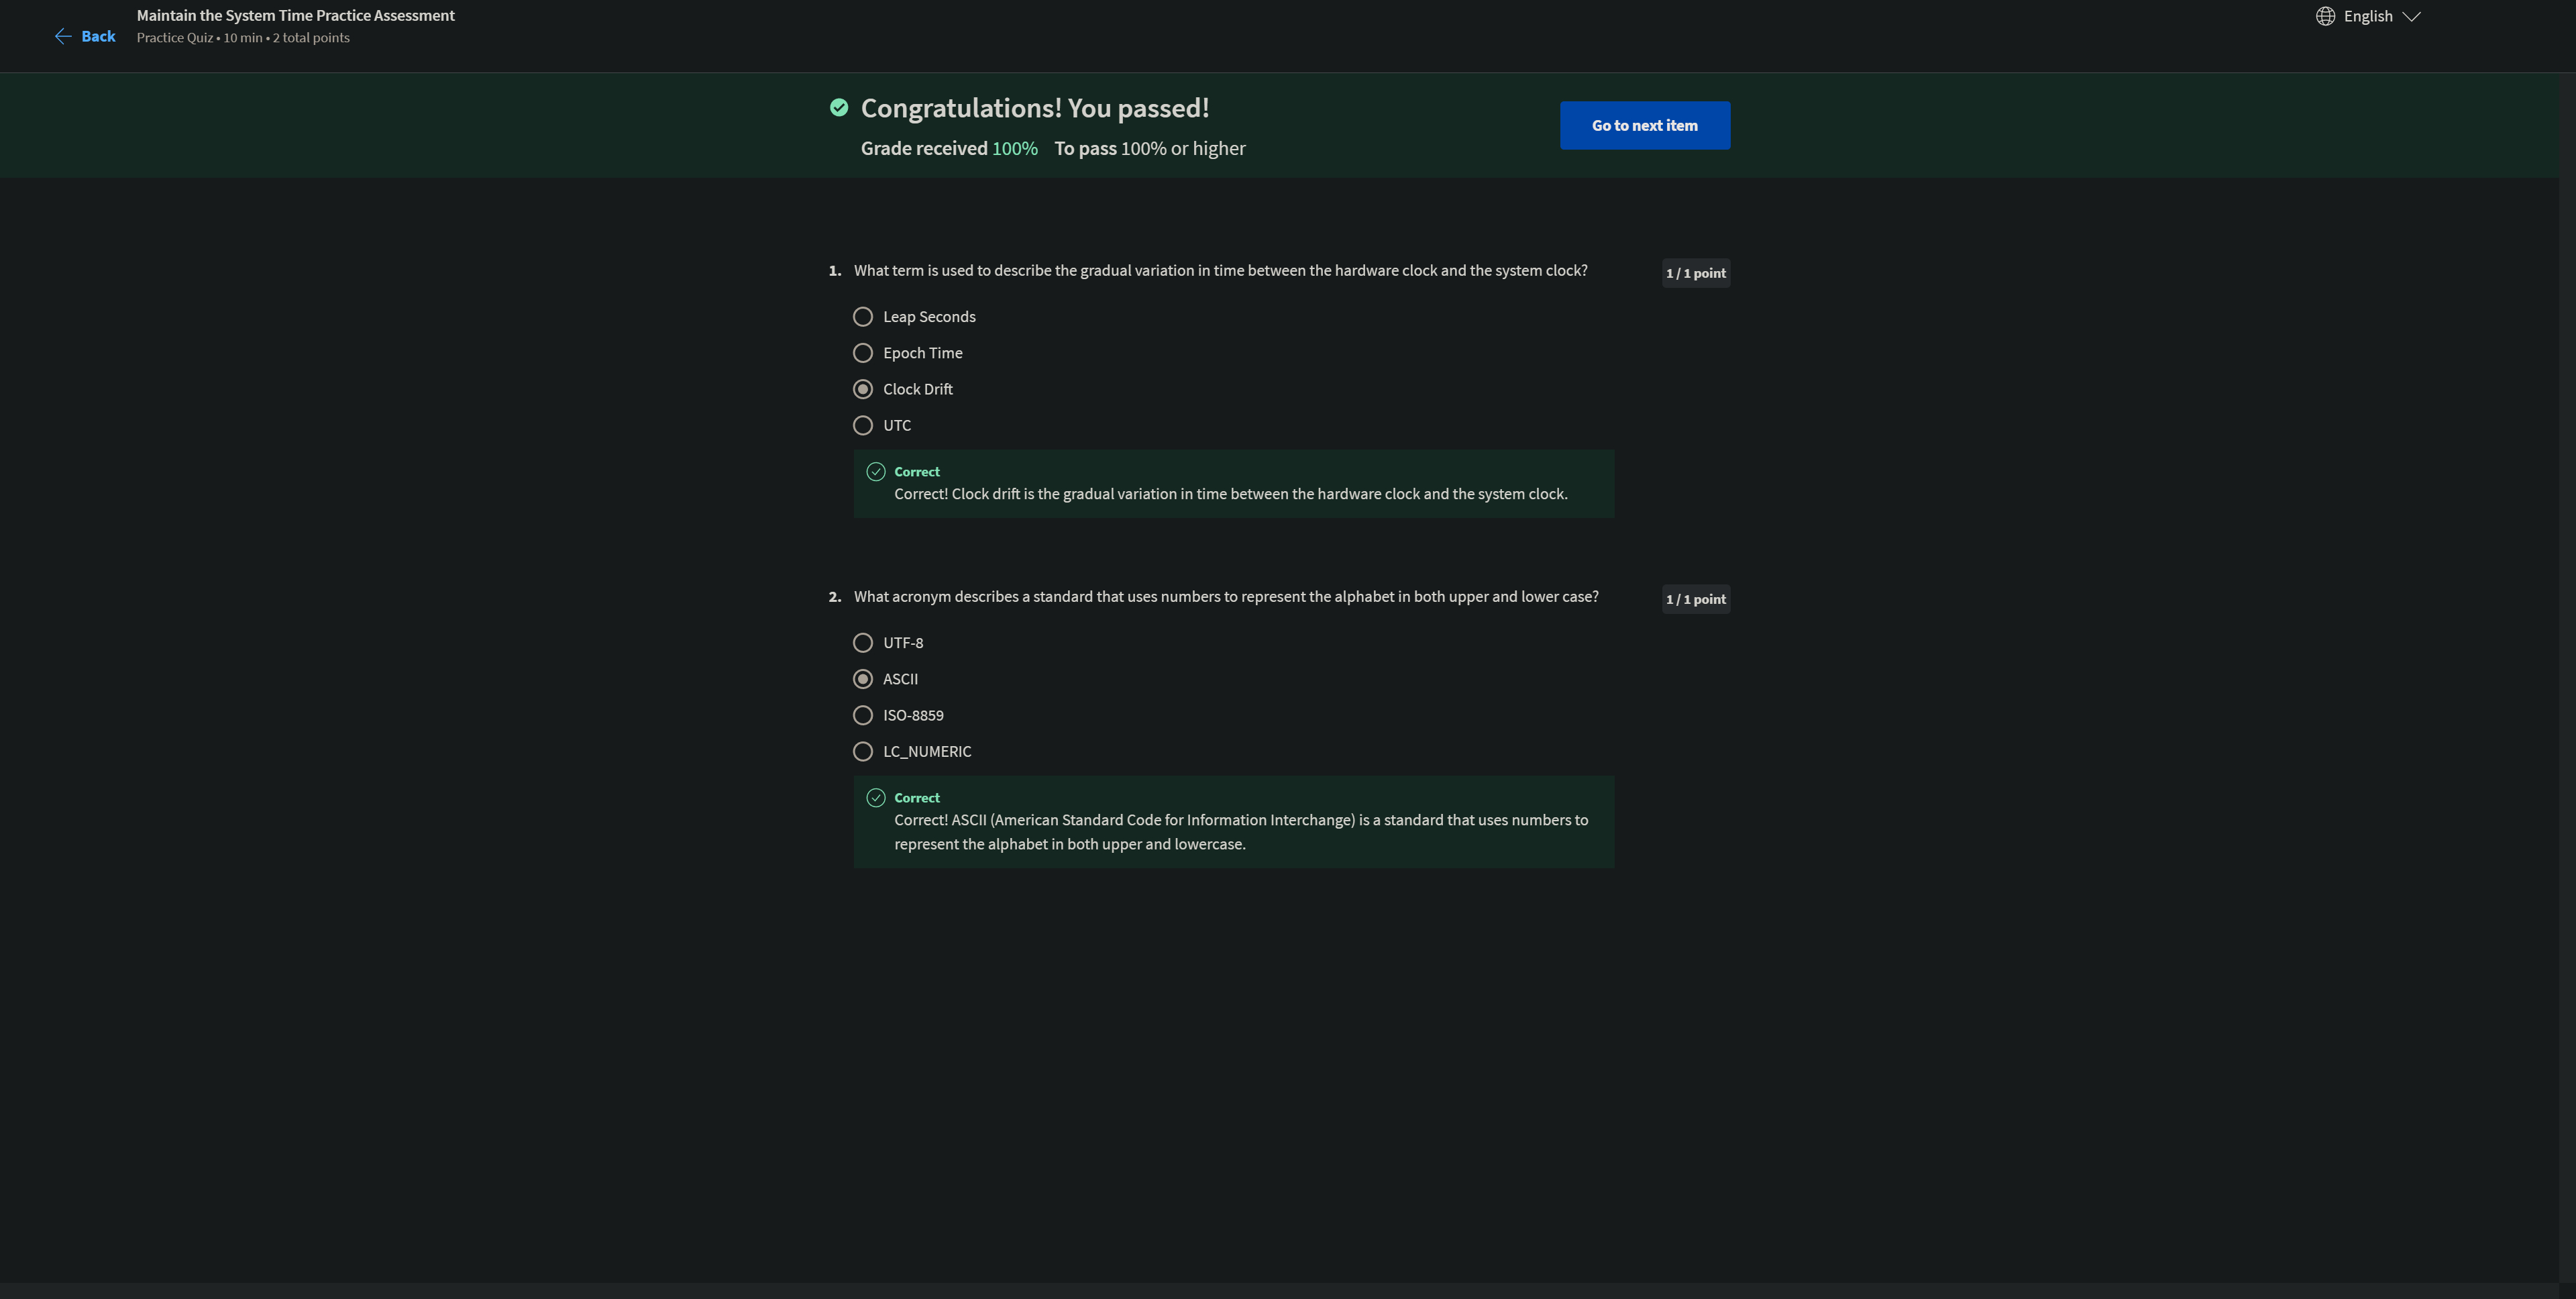 Maintain the System Time Practice Assessment
Back
Practice Quiz • 10 min • 2 total points
English
Congratulations! You passed!
Grade received 100% To pass 100% or higher
Go to next item
1. What term is used to describe the gradual variation in time between the hardware clock and the system clock?
1 / 1 point
Leap Seconds
Epoch Time
Clock Drift
UTC
Correct
Correct! Clock drift is the gradual variation in time between the hardware clock and the system clock.
2. What acronym describes a standard that uses numbers to represent the alphabet in both upper and lower case?
1 / 1 point
UTF-8
ASCII
ISO-8859
LC_NUMERIC
Correct
Correct! ASCII (American Standard Code for Information Interchange) is a standard that uses numbers to
represent the alphabet in both upper and lowercase.